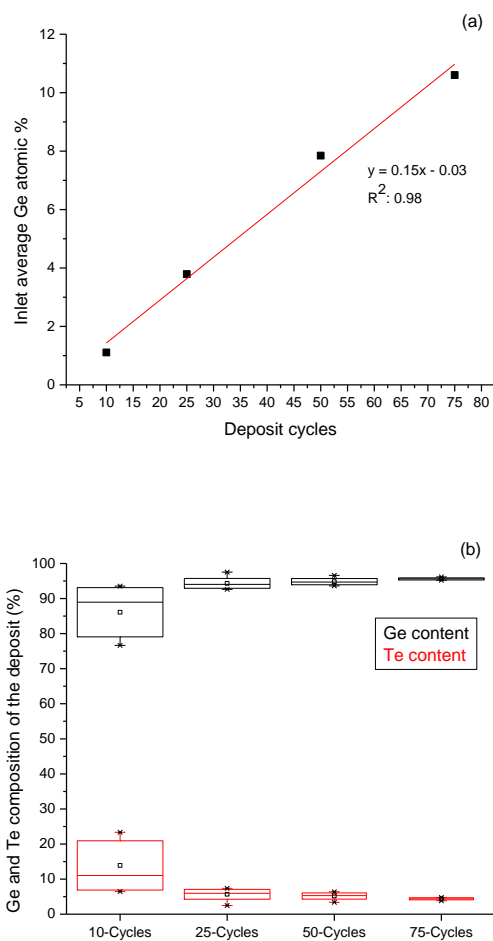 (a)
12
10
8
6
4
2
0
Inlet average Ge atomic %
y = 0.15x - 0.03
R2: 0.98
5 10 15 20 25 30 35 40 45 50 55 60 65 70 75 80
Deposit cycles
(b)
100
90
80
70
60
50
40
30
20
10
0
Ge and Te composition of the deposit (%)
Ge content
Te content
10-Cycles 25-Cycles 50-Cycles 75-Cycles